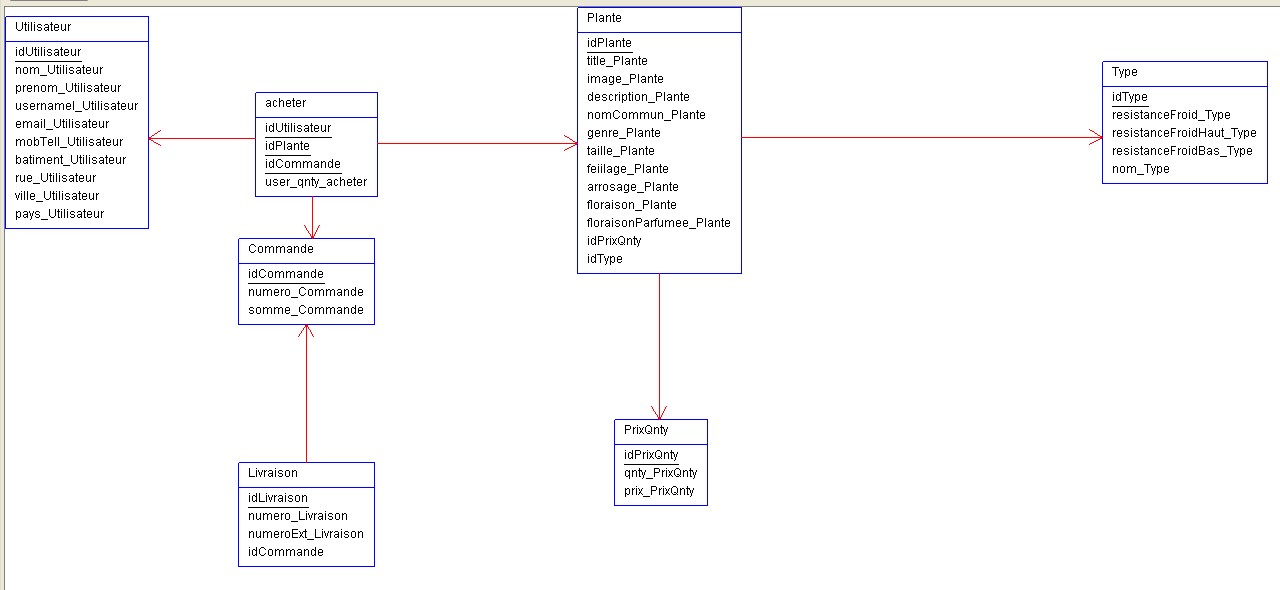 Utilisateur
idUtilisateur
nom_Utilisateur
prenom_Utilisateur
usernamel_Utilisateur
email_Utilisateur
mobTell_Utilisateur
batiment_Utilisateur
rue_Utilisateur
ville_Utilisateur
pays_Utilisateur
acheter
idUtilisateur
idPlante
idCommande
user_qnty_acheter
Commande
idCommande
numero_Commande
somme_Commande
Livraison
idLivraison
numero_Livraison
numeroExt_Livraison
idCommande
Plante
idPlante
title_Plante
image_Plante
description_Plante
nomCommun_Plante
genre_Plante
taille_Plante
feiilage_Plante
arrosage_Plante
floraison_Plante
floraisonParfumee_Plante
idPrixQnty
idType
PrixQnty
idPrixQnty
qnty_PrixQnty
prix_PrixQnty
Type
idType
resistanceFroid_Type
resistanceFroidHaut_Type
resistanceFroidBas_Type
nom_Type